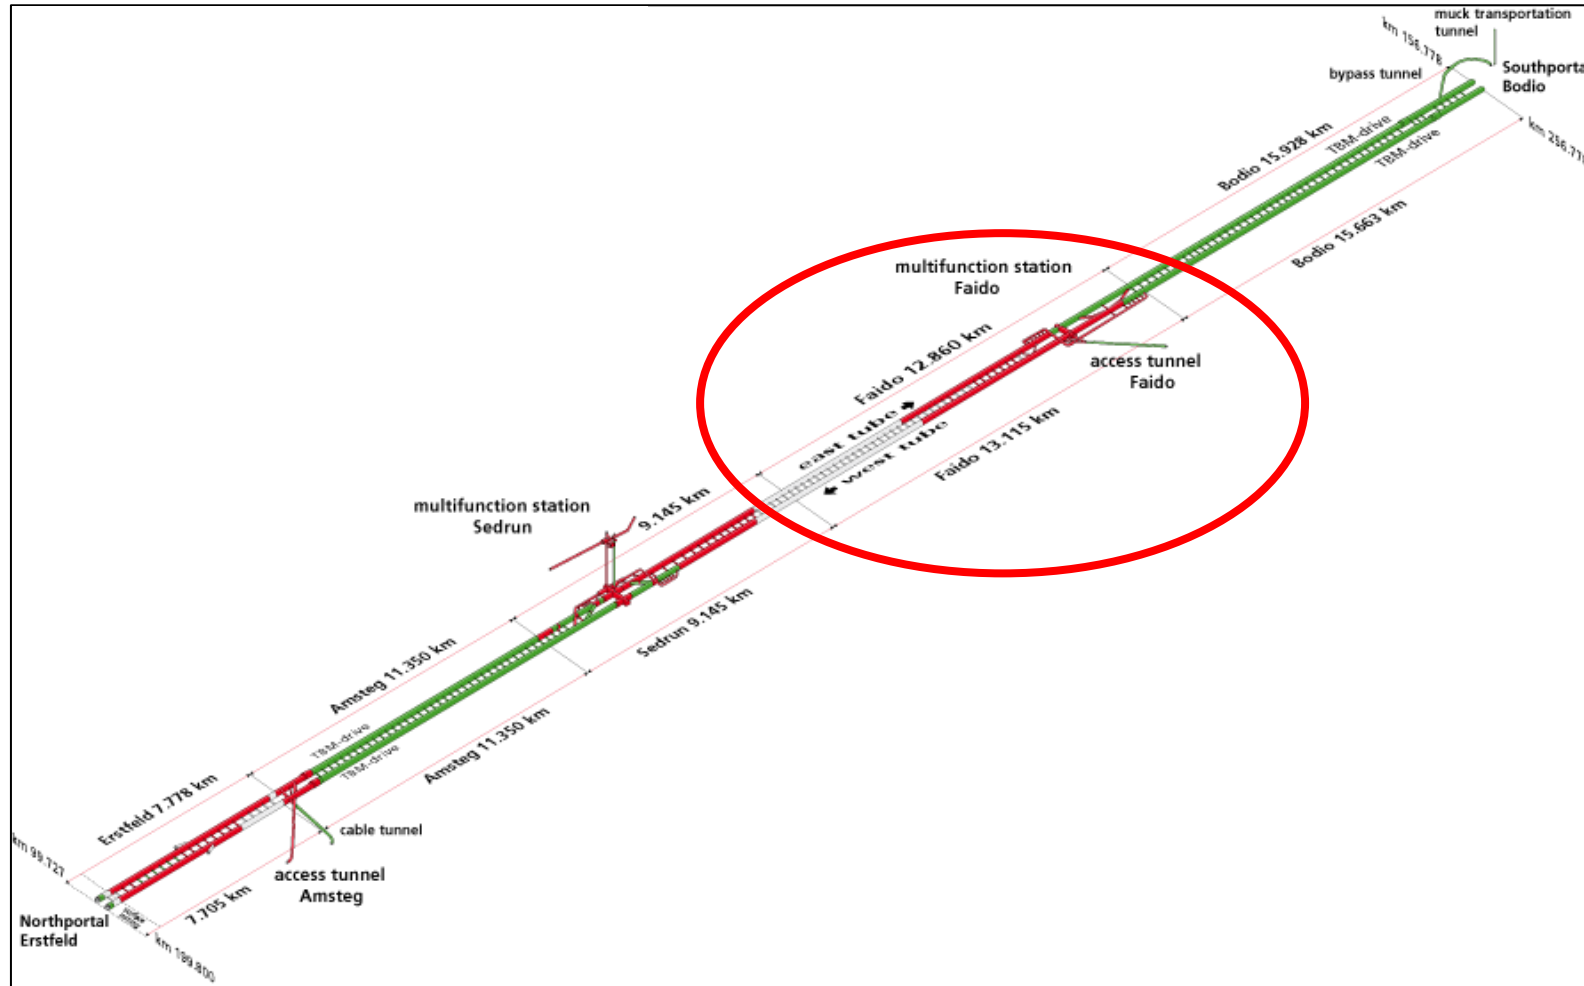 muck transportation
tunnel
km 156.778
bypass tunnel
Southporta
Bodio
km 256.77
Bodio 15.928 km
TBM-drive
TBM-drive
Bodio 15.663 km
multifunction station
Faido
Faido 12.860 km
access tunnel
Faido
east tube
west tube
Faido 13.115 km
multifunction station
Sedrun
9.145 km
Sedrun 9.145 km
Amsteg 11.350 km
TBM-drive
TBM-drive
Amsteg 11.350 km
Erstfeld 7.778 km
cable tunnel
km 99.727
access tunnel
Amsteg
7.705 km
Northportal
Erstfeld
km 199.800